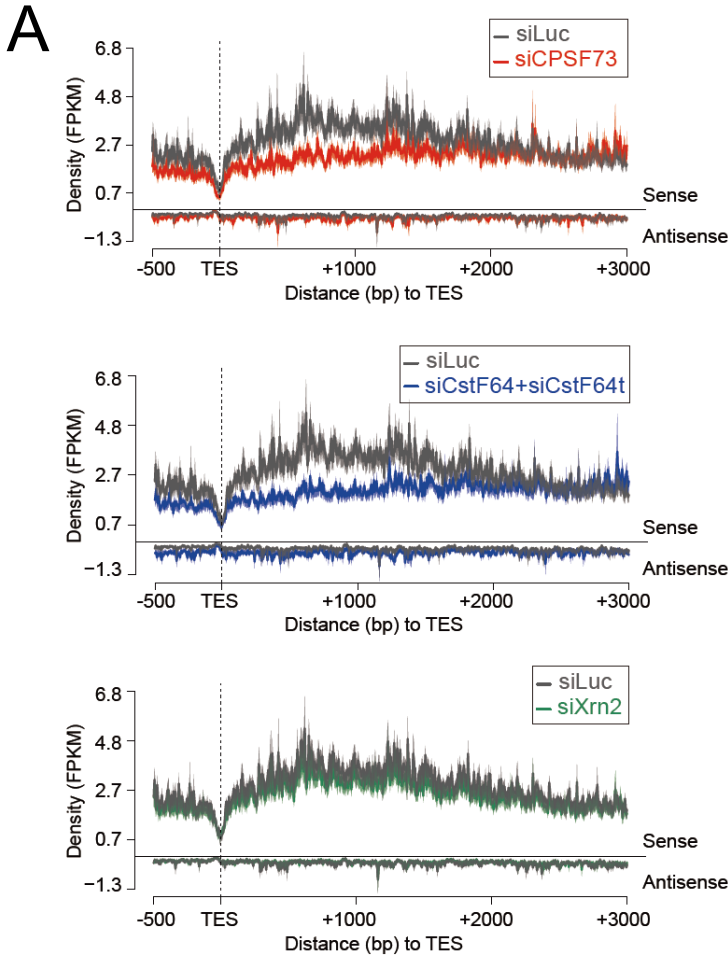 A
siLuc
siCPSF73
6.8
4.8
2.7
0.7
−1.3
Density (FPKM)
Sense
Antisense
-500 TES +1000 +2000 +3000
Distance (bp) to TES
siLuc
siCstF64+siCstF64t
6.8
4.8
2.7
0.7
−1.3
Density (FPKM)
Sense
Antisense
-500 TES +1000 +2000 +3000
Distance (bp) to TES
siLuc
siXrn2
6.8
4.8
2.7
0.7
−1.3
Density (FPKM)
Sense
Antisense
-500 TES +1000 +2000 +3000
Distance (bp) to TES